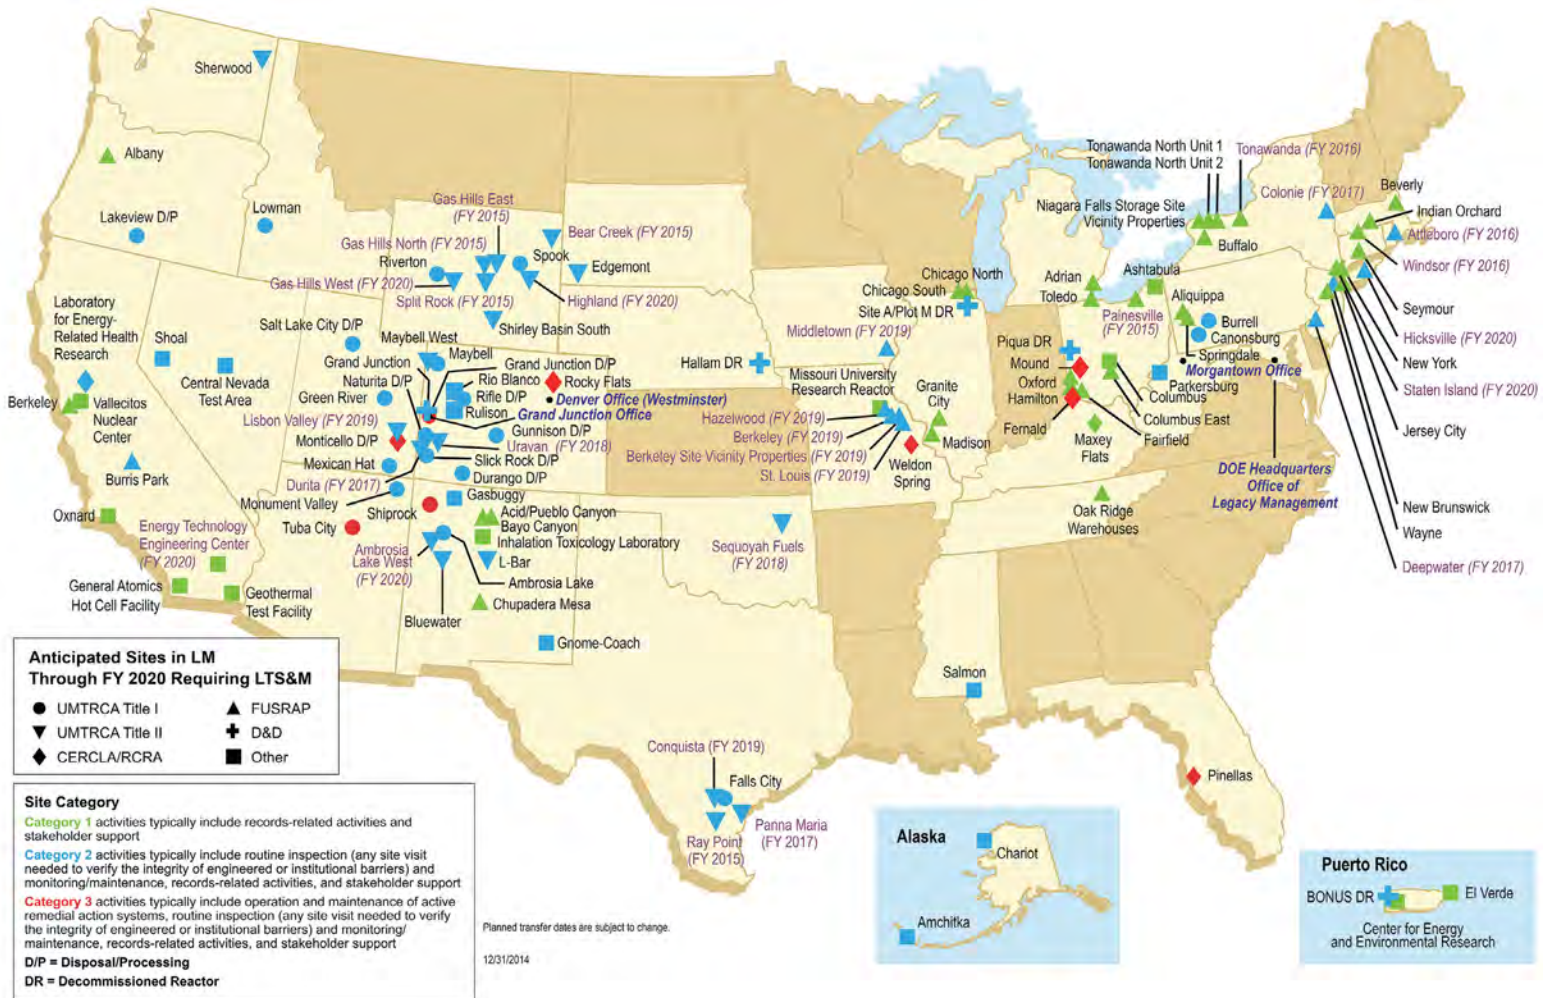 Sherwood
Albany
Lakeview D/P
Lowman
Gas Hills East
(FY 2015)
Gas Hills North (FY 2015)
Riverton
Gas Hills West (FY 2020)
Split Rock (FY 2015)
Bear Creek (FY 2015)
Spook
Edgemont
Highland (FY 2020)
Shirley Basin South
Laboratory
for Energy-
Related Health
Research
Shoal
Salt Lake City D/P
Central Nevada
Test Area
Berkeley
Vallecitos
Nuclear
Center
Burris Park
Oxnard
Energy Technology
Engineering Center
(FY 2020)
General Atomics
Hot Cell Facility
Geothermal
Test Facility
Maybell West
Maybell
Grand Junction
Grand Junction D/P
Naturita D/P
Rio Blanco
Rocky Flats
Green River
Rifle D/P
Denver Office (Westminster)
Rulison
Grand Junction Office
Lisbon Valley (FY 2019)
Gunnison D/P
Monticello D/P
Uravan (FY 2018)
Mexican Hat
Slick Rock D/P
Durita (FY 2017)
Durango D/P
Monument Valley
Gasbuggy
Shiprock
Tuba City
Acid/Pueblo Canyon
Bayo Canyon
Inhalation Toxicology Laboratory
Ambrosia
Lake West
(FY 2020)
L-Bar
Ambrosia Lake
Chupadera Mesa
Bluewater
Gnome-Coach
Hallam DR
Sequoyah Fuels
(FY 2018)
Conquista (FY 2019)
Falls City
Ray Point
(FY 2015)
Panna Maria
(FY 2017)
Chicago North
Chicago South
Site A/Plot M DR
Middletown (FY 2019)
Missouri University
Research Reactor
Granite
City
Hazelwood (FY 2019)
Berkeley (FY 2019)
Berkeley Site Vicinity Properties (FY 2019)
St. Louis (FY 2019)
Madison
Weldon
Spring
Adrian
Toledo
Ashtabula
Painesville
(FY 2015)
Aliquippa
Piqua DR
Mound
Oxford
Hamilton
Fernald
Maxey
Flats
Columbus
Columbus East
Fairfield
Burrell
Canonsburg
Springdale
Morgantown Office
Parkersburg
Oak Ridge
Warehouses
DOE Headquarters
Office of
Legacy Management
Salmon
Pinellas
Tonawanda North Unit 1
Tonawanda North Unit 2
Tonawanda (FY 2016)
Niagara Falls Storage Site
Vicinity Properties
Buffalo
Colonie (FY 2017)
Beverly
Indian Orchard
Attleboro (FY 2016)
Windsor (FY 2016)
Seymour
Hicksville (FY 2020)
New York
Staten Island (FY 2020)
Jersey City
New Brunswick
Wayne
Deepwater (FY 2017)
Anticipated Sites in LM
Through FY 2020 Requiring LTS&M
UMTRCA Title I
FUSRAP
UMTRCA Title II
D&D
CERCLA/RCRA
Other
Site Category
Category 1 activities typically include records-related activities and
stakeholder support
Category 2 activities typically include routine inspection (any site visit
needed to verify the integrity of engineered or institutional barriers) and
monitoring/maintenance, records-related activities, and stakeholder support
Category 3 activities typically include operation and maintenance of active
remedial action systems, routine inspection (any site visit needed to verify
the integrity of engineered or institutional barriers) and monitoring/
maintenance, records-related activities, and stakeholder support
D/P = Disposal/Processing
DR = Decommissioned Reactor
Planned transfer dates are subject to change.
12/31/2014
Alaska
Chariot
Amchitka
Puerto Rico
BONUS DR
El Verde
Center for Energy
and Environmental Research